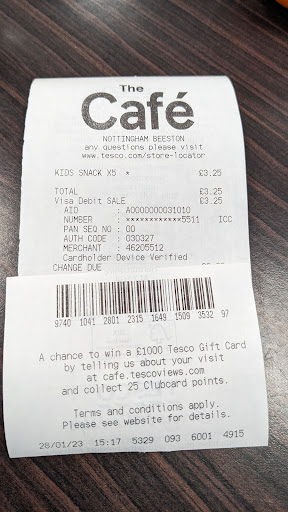 The
Café
NOTTINGHAM BEESTON
any questions please visit
www.tesco.com/store-locator
KIDS SNACK X5 * £3.25
TOTAL £3.25
Visa Debit SALE £3.25
AID : A0000000031010
NUMBER : ************5511 ICC
PAN SEQ NO : 00
AUTH CODE : 030327
MERCHANT : 46205512
Cardholder Device Verified
CHANGE DUE
9740 1041 2801 2315 1649 1509 3532 97
A chance to win a £1000 Tesco Gift Card
by telling us about your visit
at cafe.tescoviews.com
and collect 25 Clubcard points.
Terms and conditions apply.
Please see website for details.
28/01/23 15:17 5329 093 6001 4915